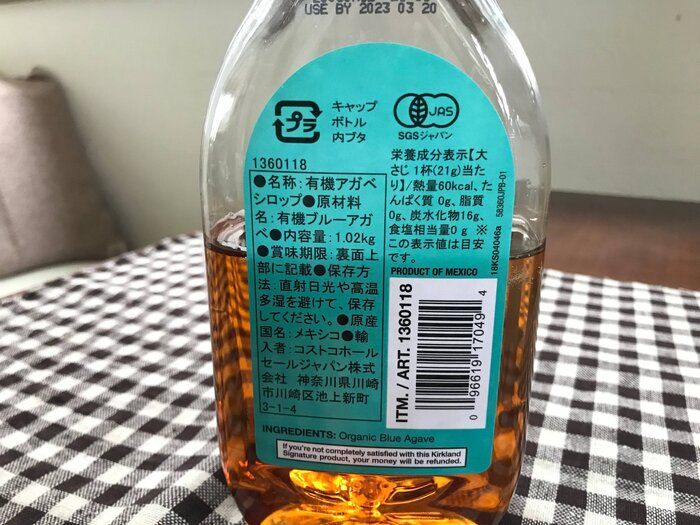 USE BY 2023 03 20
プラ
キャップ
ボトル
内ブタ
JAS
SGSジャパン
1360118
●名称:有機アガベ
シロップ●原材料
名:有機ブルーアガ
ベ●内容量:1.02kg
●賞味期限:裏面上
部に記載●保存方
法:直射日光や高温
多湿を避けて、保存
してください。●原産
国名:メキシコ●輸
入者:コストコホール
セールジャパン株式
会社 神奈川県川崎
市川崎区池上新町
3-1-4
栄養成分表示【大
さじ1杯(21g)当た
り】/熱量60kcal、た
んぱく質 0g、脂質
0g、炭水化物16g、
食塩相当量0g ※
この表示値は目安
です。
PRODUCT OF MEXICO
18KS04046a
58360JPB-01
ITM. / ART. 1360118
0 96619 17049 4
INGREDIENTS: Organic Blue Agave
If you're not completely satisfied with this Kirkland
Signature product, your money will be refunded.